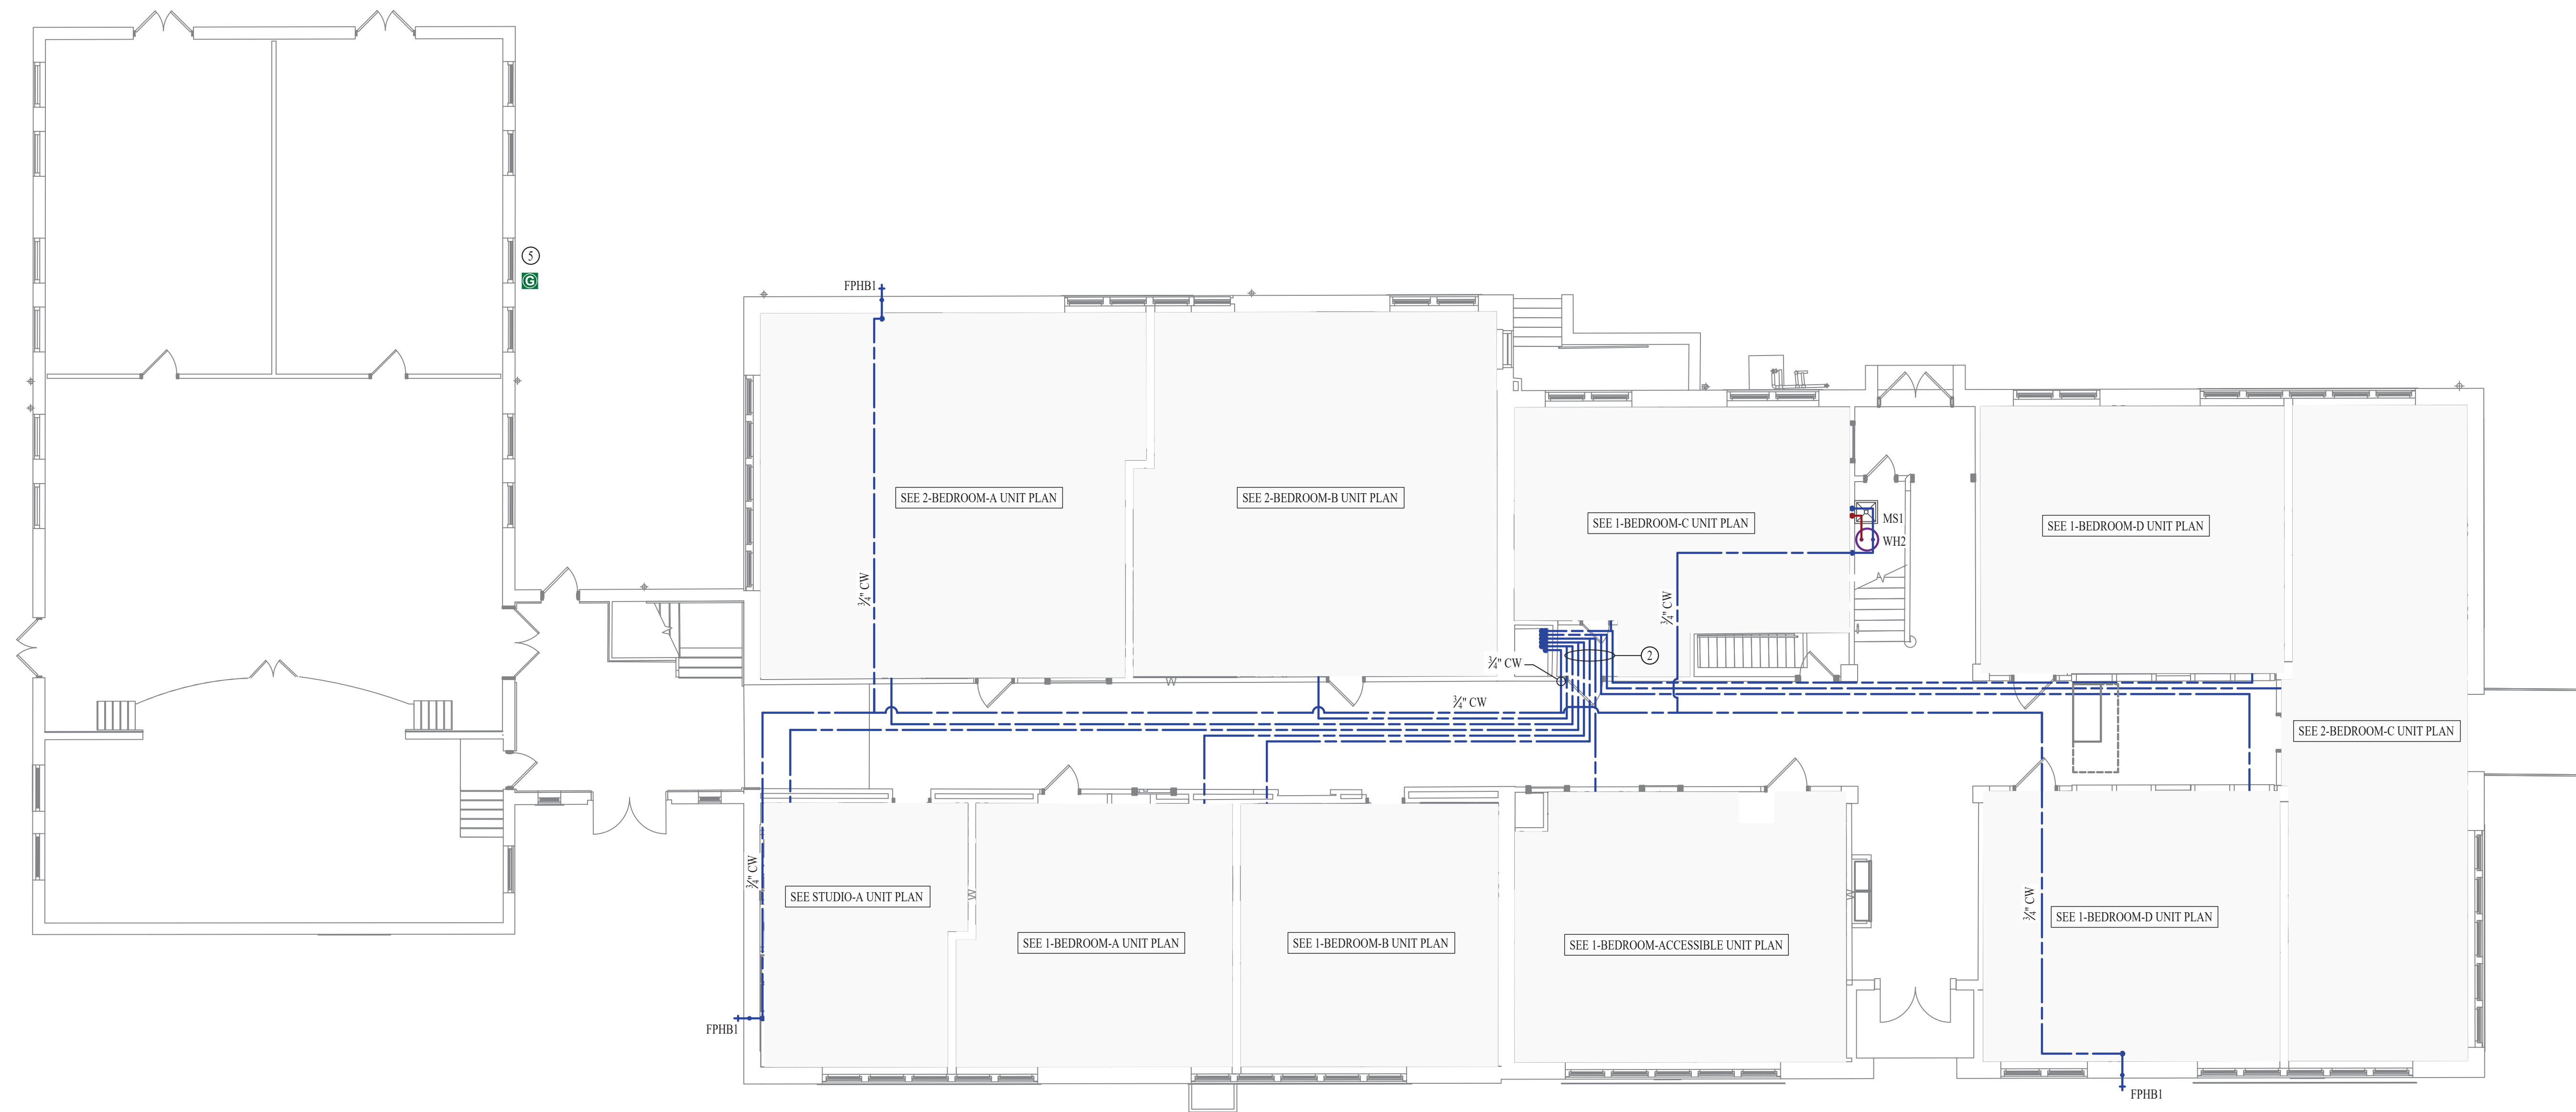 5
G
FPHB1
SEE 2-BEDROOM-A UNIT PLAN
SEE 2-BEDROOM-B UNIT PLAN
SEE 1-BEDROOM-C UNIT PLAN
MS1
WH2
SEE 1-BEDROOM-D UNIT PLAN
¾" CW
¾" CW
¾" CW
2
¾" CW
SEE 2-BEDROOM-C UNIT PLAN
¾" CW
SEE STUDIO-A UNIT PLAN
SEE 1-BEDROOM-A UNIT PLAN
SEE 1-BEDROOM-B UNIT PLAN
SEE 1-BEDROOM-ACCESSIBLE UNIT PLAN
¾" CW
SEE 1-BEDROOM-D UNIT PLAN
FPHB1
FPHB1